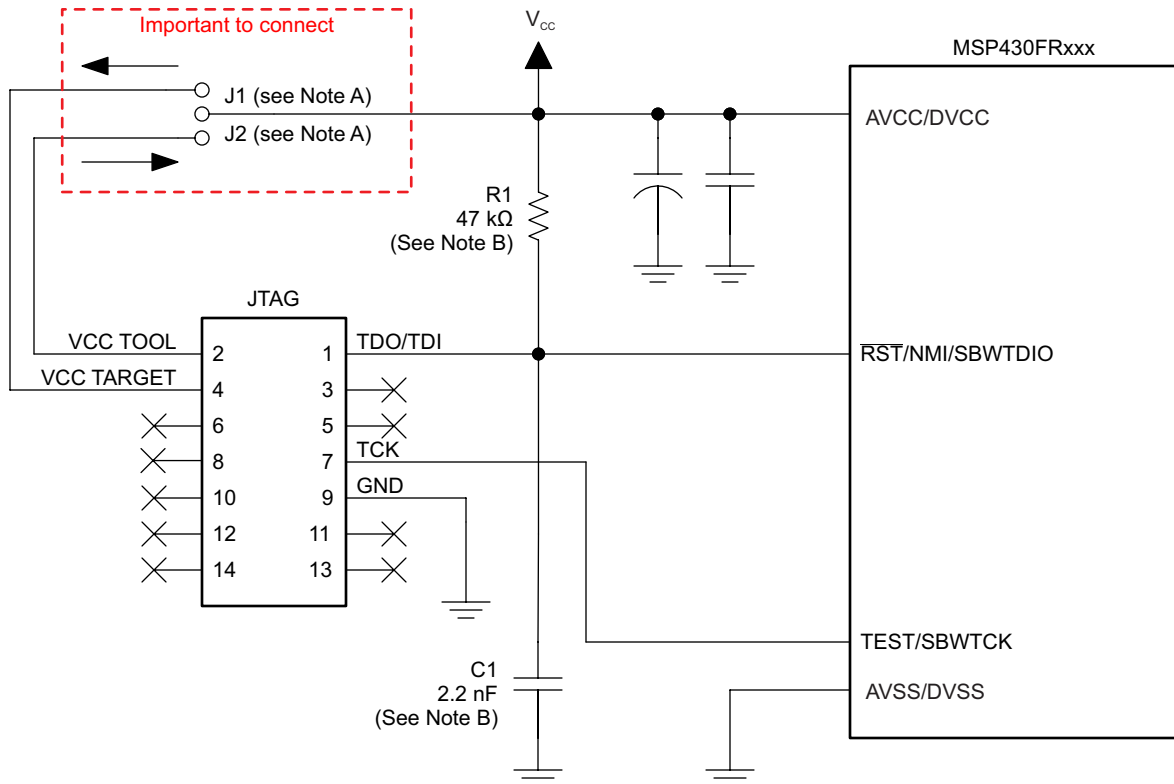 Important to connect
VCC
MSP430FRxxx
J1 (see Note A)
J2 (see Note A)
AVCC/DVCC
R1
47 kΩ
(See Note B)
JTAG
VCC TOOL
2
1
TDO/TDI
RST/NMI/SBWTDIO
VCC TARGET
4
3
6
5
8
7
TCK
10
9
GND
12
11
14
13
TEST/SBWTCK
C1
2.2 nF
(See Note B)
AVSS/DVSS